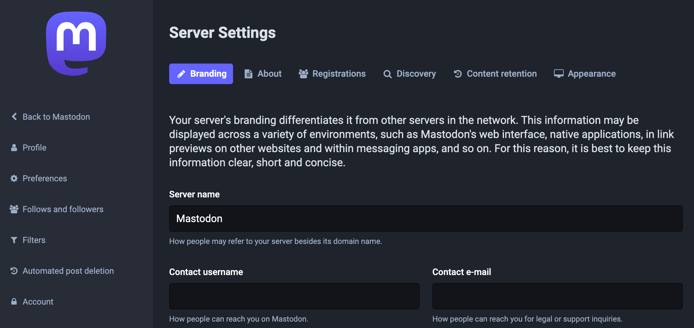 Server Settings
Branding
About
Registrations
Discovery
Content retention
Appearance
Back to Mastodon
Profile
Preferences
Follows and followers
Filters
Automated post deletion
Account
Your server's branding differentiates it from other servers in the network. This information may be
displayed across a variety of environments, such as Mastodon's web interface, native applications, in link
previews on other websites and within messaging apps, and so on. For this reason, it is best to keep this
information clear, short and concise.
Server name
Mastodon
How people may refer to your server besides its domain name.
Contact username
Contact e-mail
How people can reach you on Mastodon.
How people can reach you for legal or support inquiries.